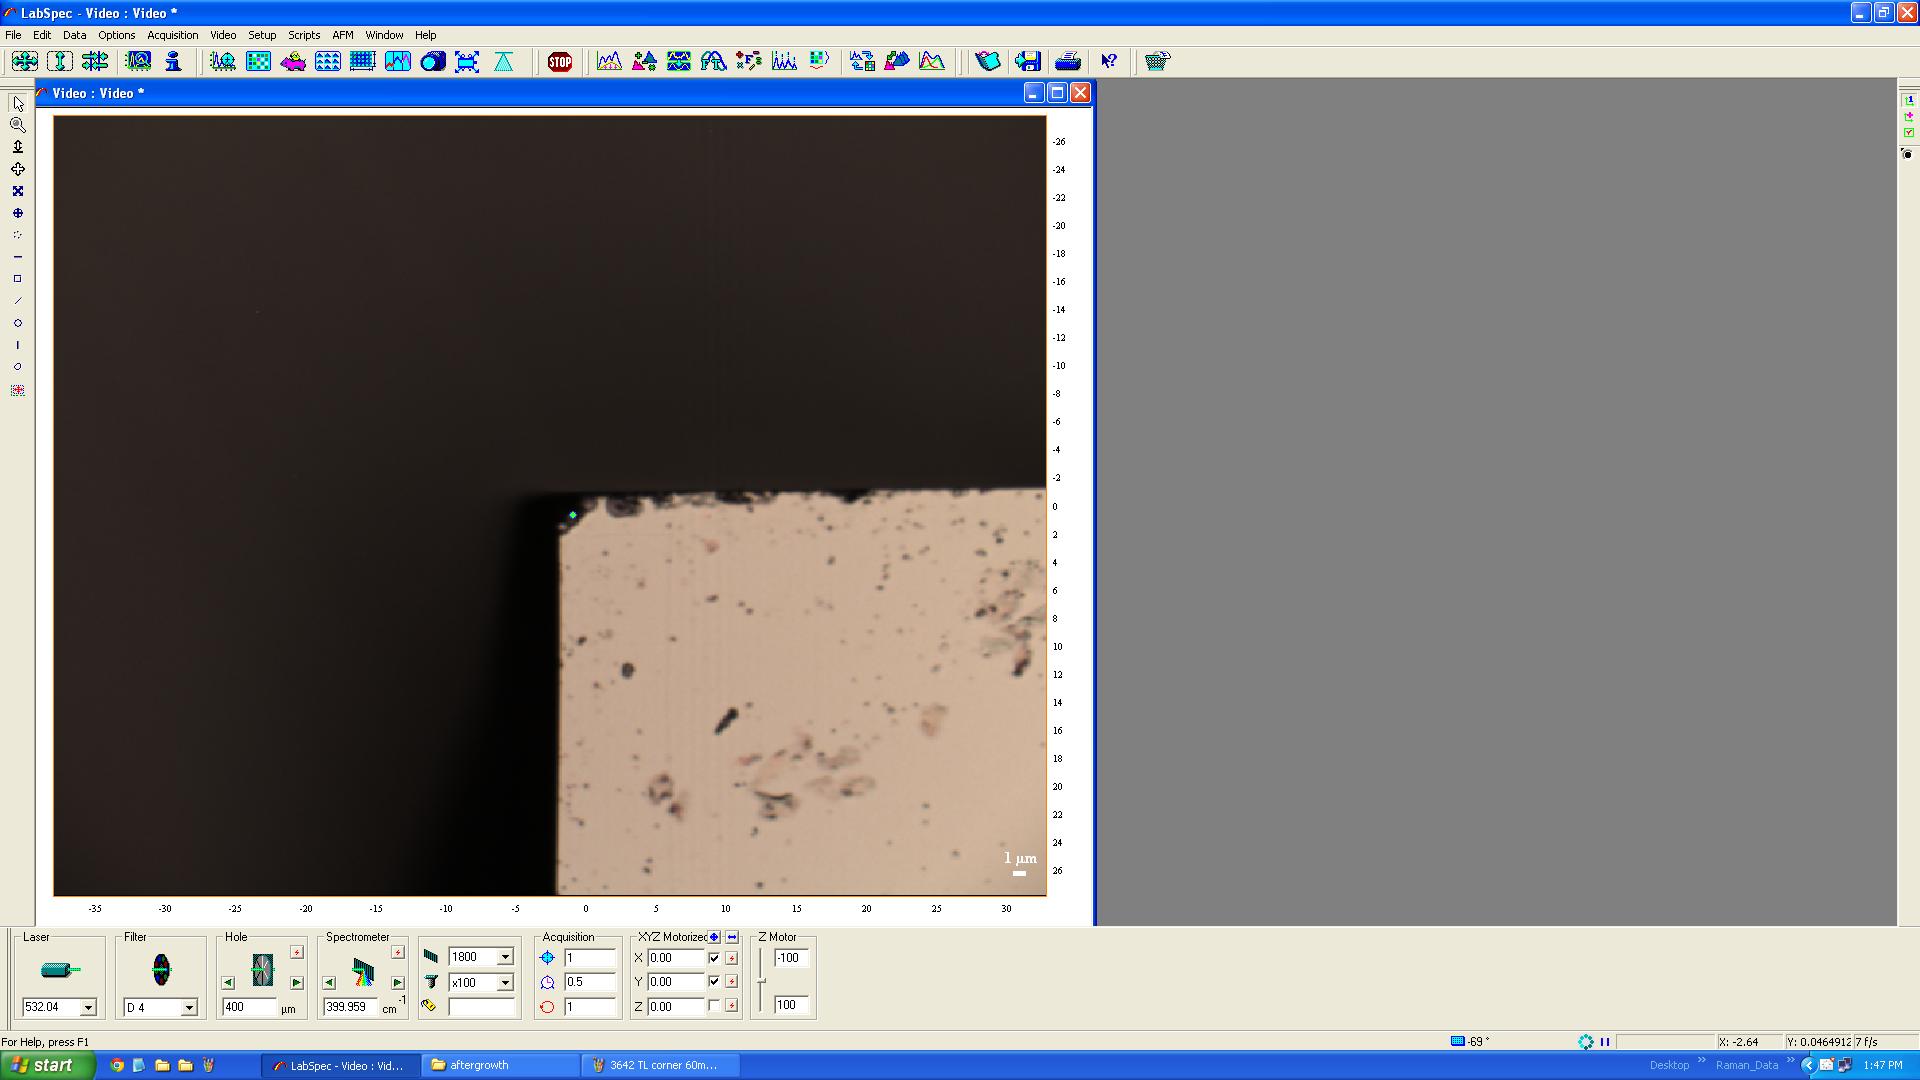 LabSpec - Video : Video *
File Edit Data Options Acquisition Video Setup Scripts AFM Window Help
STOP
Video : Video *
-26
-24
-22
-20
-18
-16
-14
-12
-10
-8
-6
-4
-2
0
2
4
6
8
10
12
14
16
18
20
22
24
26
1 µm
-35 -30 -25 -20 -15 -10 -5 0 5 10 15 20 25 30
Laser Filter Hole Spectrometer Acquisition XYZ Motorized Z Motor
1800 1 X 0.00 -100
x100 0.5 Y 0.00
532.04 D 4 400 µm 399.959 cm-1 1 Z 0.00 100
For Help, press F1 -69 ° X: -2.64 Y: 0.0464912 7 f/s
start LabSpec - Video : Vid... aftergrowth 3642 TL corner 60m... Desktop » Raman_Data » 1:47 PM